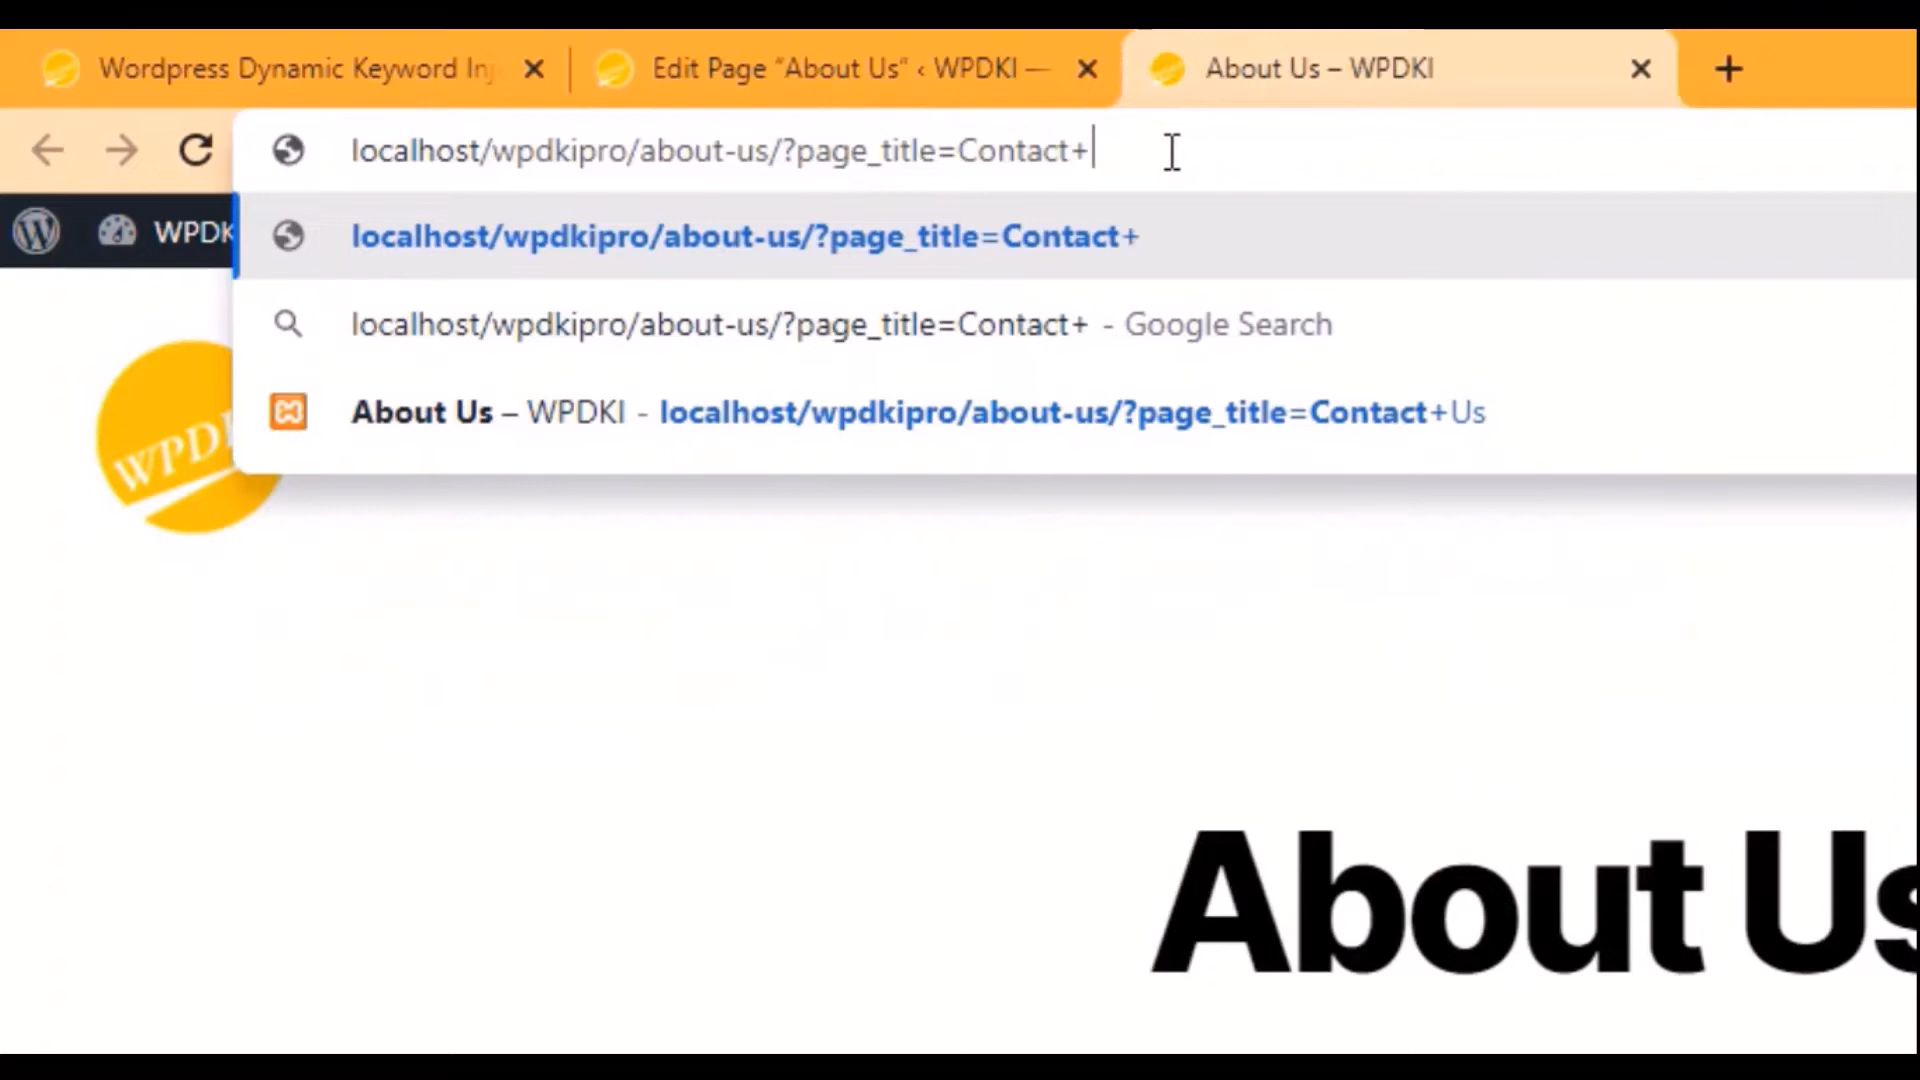 Wordpress Dynamic Keyword Inj
Edit Page “About Us” ‹ WPDKI —
About Us – WPDKI
localhost/wpdkipro/about-us/?page_title=Contact+
WPDK
localhost/wpdkipro/about-us/?page_title=Contact+
localhost/wpdkipro/about-us/?page_title=Contact+ - Google Search
About Us – WPDKI - localhost/wpdkipro/about-us/?page_title=Contact+Us
WPD
About Us